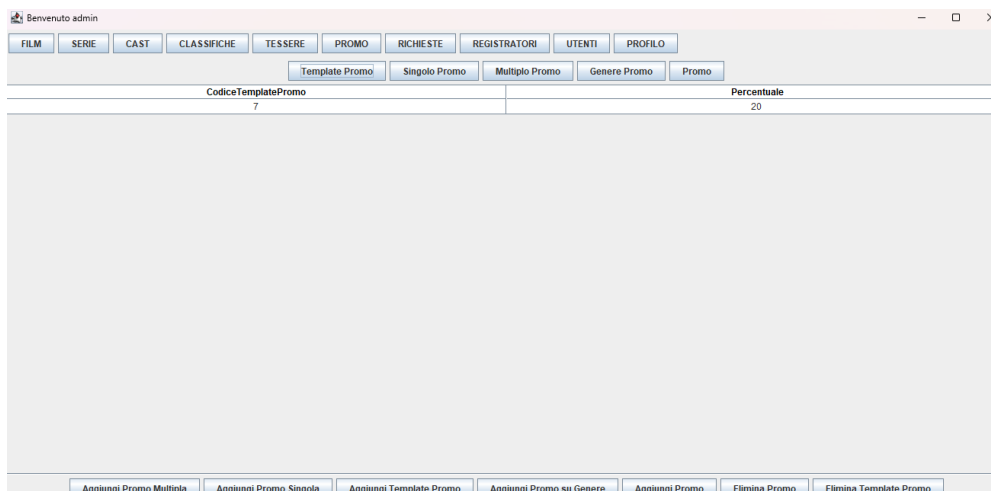 Benvenuto admin
FILM SERIE CAST CLASSIFICHE TESSERE PROMO RICHIESTE REGISTRATORI UTENTI PROFILO
Template Promo Singolo Promo Multiplo Promo Genere Promo Promo
CodiceTemplatePromo Percentuale
7 20
Aggiungi Promo Multipla Aggiungi Promo Singola Aggiungi Template Promo Aggiungi Promo su Genere Aggiungi Promo Elimina Promo Elimina Template Promo